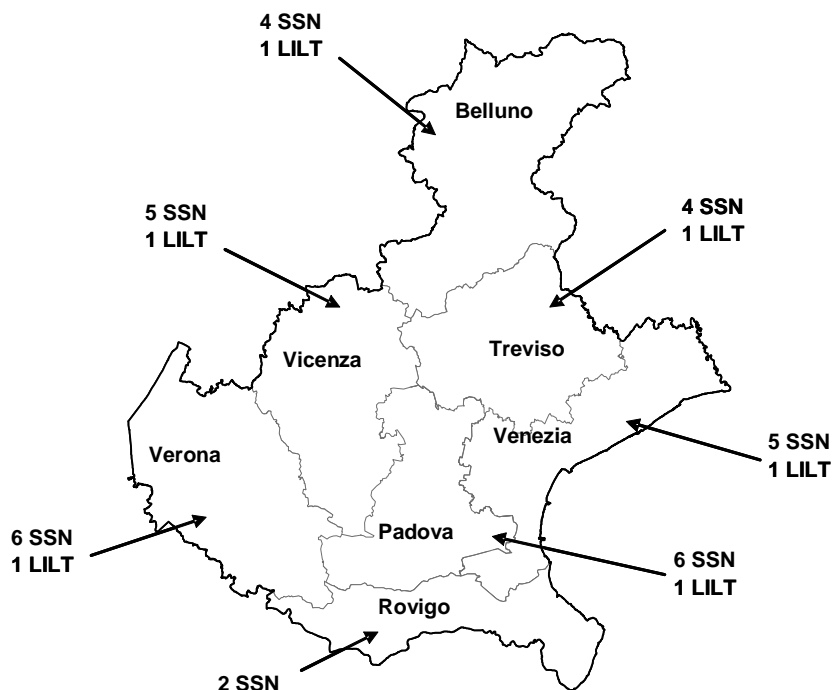 4 SSN
1 LILT
Belluno
5 SSN
1 LILT
4 SSN
1 LILT
Vicenza
Treviso
Verona
Venezia
5 SSN
1 LILT
6 SSN
1 LILT
Padova
6 SSN
1 LILT
Rovigo
2 SSN